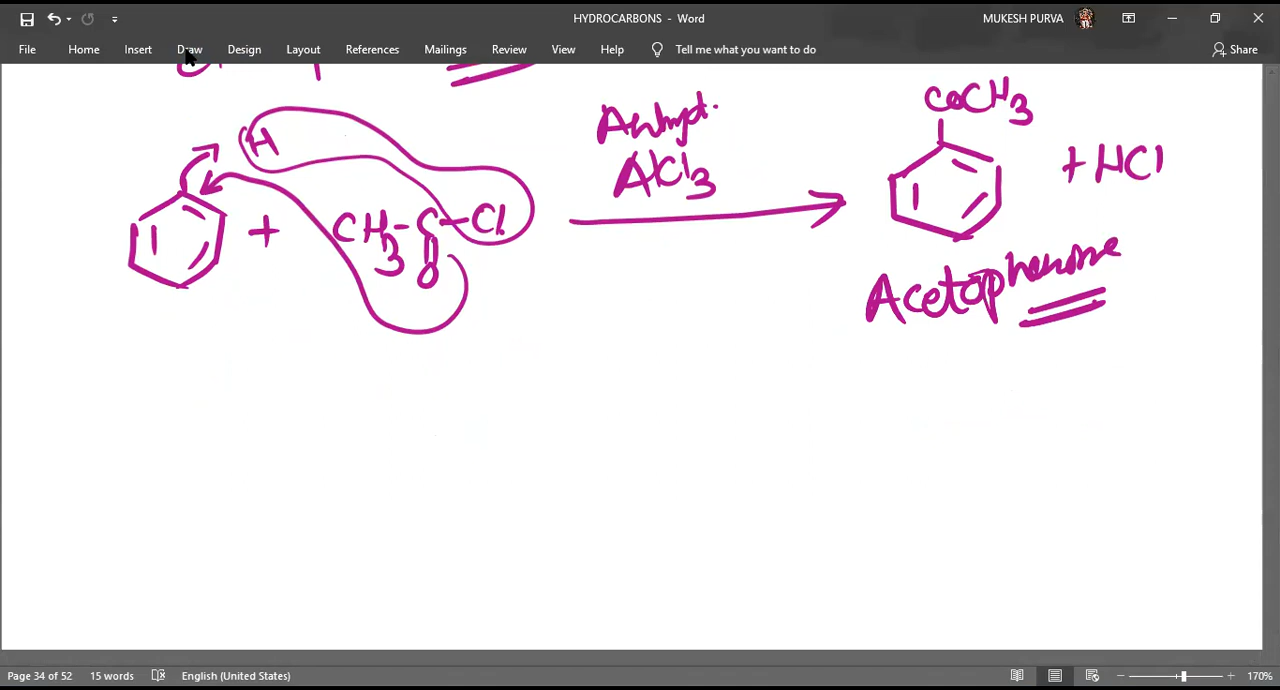 HYDROCARBONS - Word
MUKESH PURVA
File Home Insert Draw Design Layout References Mailings Review View Help Tell me what you want to do Share
H
+ CH3-C-Cl
O
Anhyd.
AlCl3
COCH3
+ HCl
Acetophenone
Page 34 of 52 15 words English (United States) 170%